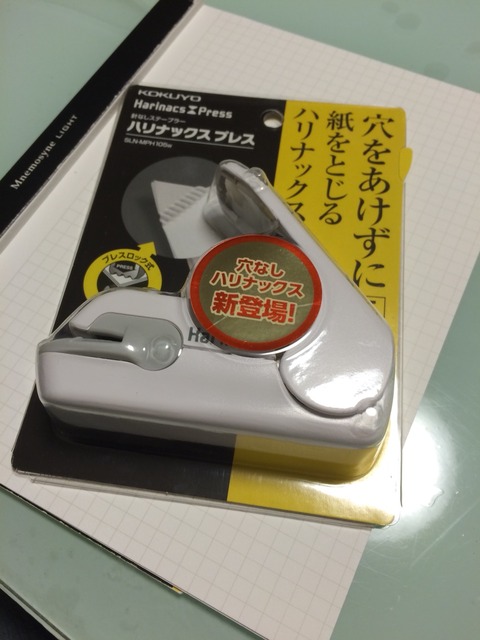 Mnemosyne LIGHT
KOKUYO
Harinacs Press
針なしステープラー
ハリナックス プレス
SLN-MPH105W
穴をあけずに
紙をとじる
ハリナックス
プレスロック式
PRESS
穴なし
ハリナックス
新登場!
Har